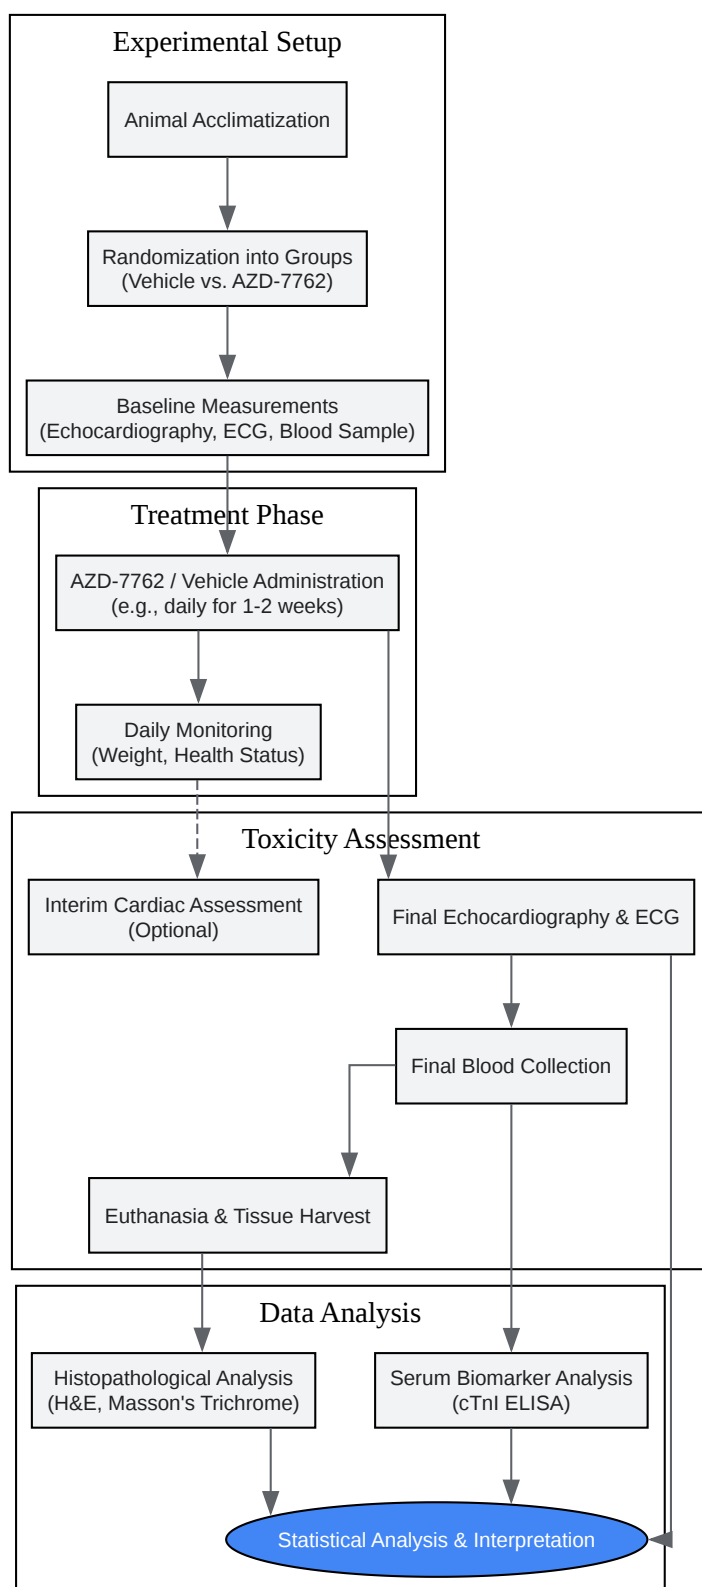 Experimental Setup
Animal Acclimatization
Randomization into Groups
(Vehicle vs. AZD-7762)
Baseline Measurements
(Echocardiography, ECG, Blood Sample)
Treatment Phase
AZD-7762 / Vehicle Administration
(e.g., daily for 1-2 weeks)
Daily Monitoring
(Weight, Health Status)
Toxicity Assessment
Interim Cardiac Assessment
(Optional)
Final Echocardiography & ECG
Final Blood Collection
Euthanasia & Tissue Harvest
Data Analysis
Histopathological Analysis
(H&E, Masson's Trichrome)
Serum Biomarker Analysis
(cTnI ELISA)
Statistical Analysis & Interpretation